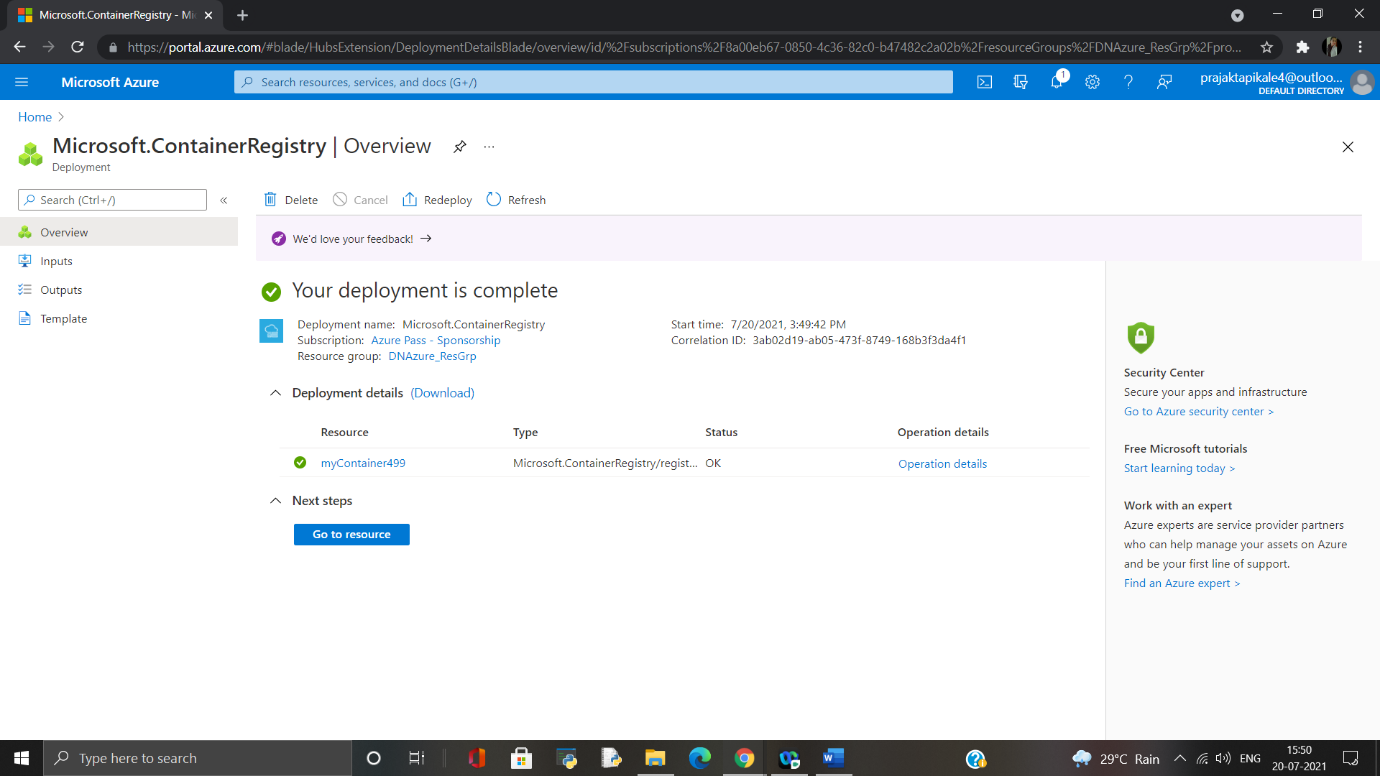 Microsoft.ContainerRegistry - Mi
https://portal.azure.com/#blade/HubsExtension/DeploymentDetailsBlade/overview/id/%2Fsubscriptions%2F8a00eb67-0850-4c36-82c0-b47482c2a02b%2FresourceGroups%2FDNAzure_ResGrp%2Fpro...
Microsoft Azure
Search resources, services, and docs (G+/)
1
prajaktapikale4@outloo...
DEFAULT DIRECTORY
Home >
Microsoft.ContainerRegistry | Overview
Deployment
Search (Ctrl+/)
«
Delete Cancel Redeploy Refresh
Overview
Inputs
Outputs
Template
We'd love your feedback! →
Your deployment is complete
Deployment name: Microsoft.ContainerRegistry
Subscription: Azure Pass - Sponsorship
Resource group: DNAzure_ResGrp
Start time: 7/20/2021, 3:49:42 PM
Correlation ID: 3ab02d19-ab05-473f-8749-168b3f3da4f1
Deployment details (Download)
Resource Type Status Operation details
myContainer499 Microsoft.ContainerRegistry/regist... OK Operation details
Next steps
Go to resource
Security Center
Secure your apps and infrastructure
Go to Azure security center >
Free Microsoft tutorials
Start learning today >
Work with an expert
Azure experts are service provider partners
who can help manage your assets on Azure
and be your first line of support.
Find an Azure expert >
Type here to search
29°C Rain
ENG
15:50
20-07-2021